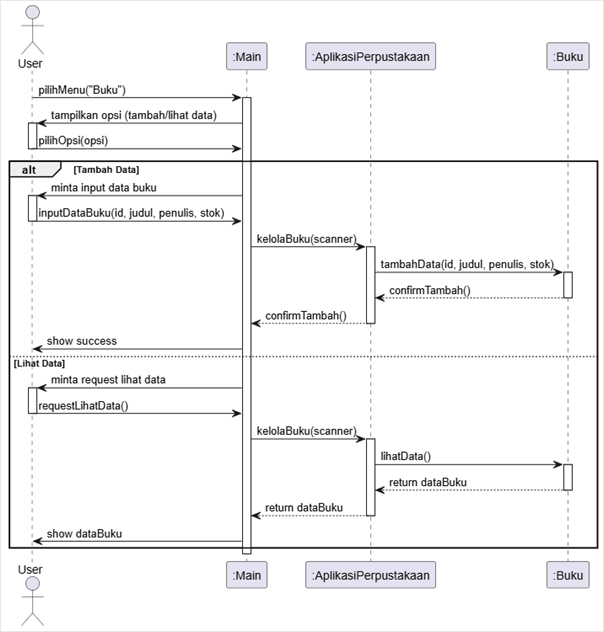 User
:Main
:AplikasiPerpustakaan
:Buku
pilihMenu("Buku")
tampilkan opsi (tambah/lihat data)
pilihOpsi(opsi)
alt
[Tambah Data]
minta input data buku
inputDataBuku(id, judul, penulis, stok)
kelolaBuku(scanner)
tambahData(id, judul, penulis, stok)
confirmTambah()
confirmTambah()
show success
[Lihat Data]
minta request lihat data
requestLihatData()
kelolaBuku(scanner)
lihatData()
return dataBuku
return dataBuku
show dataBuku
User
:Main
:AplikasiPerpustakaan
:Buku